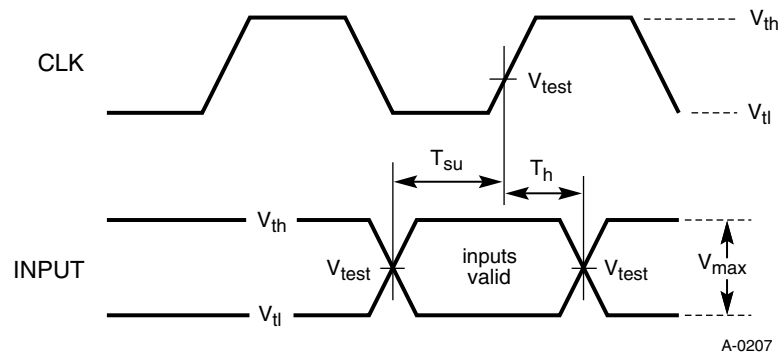 V_th
CLK
V_test
V_tl
T_su
T_h
V_th
INPUT
V_test
inputs
valid
V_test
V_max
V_tl
A-0207